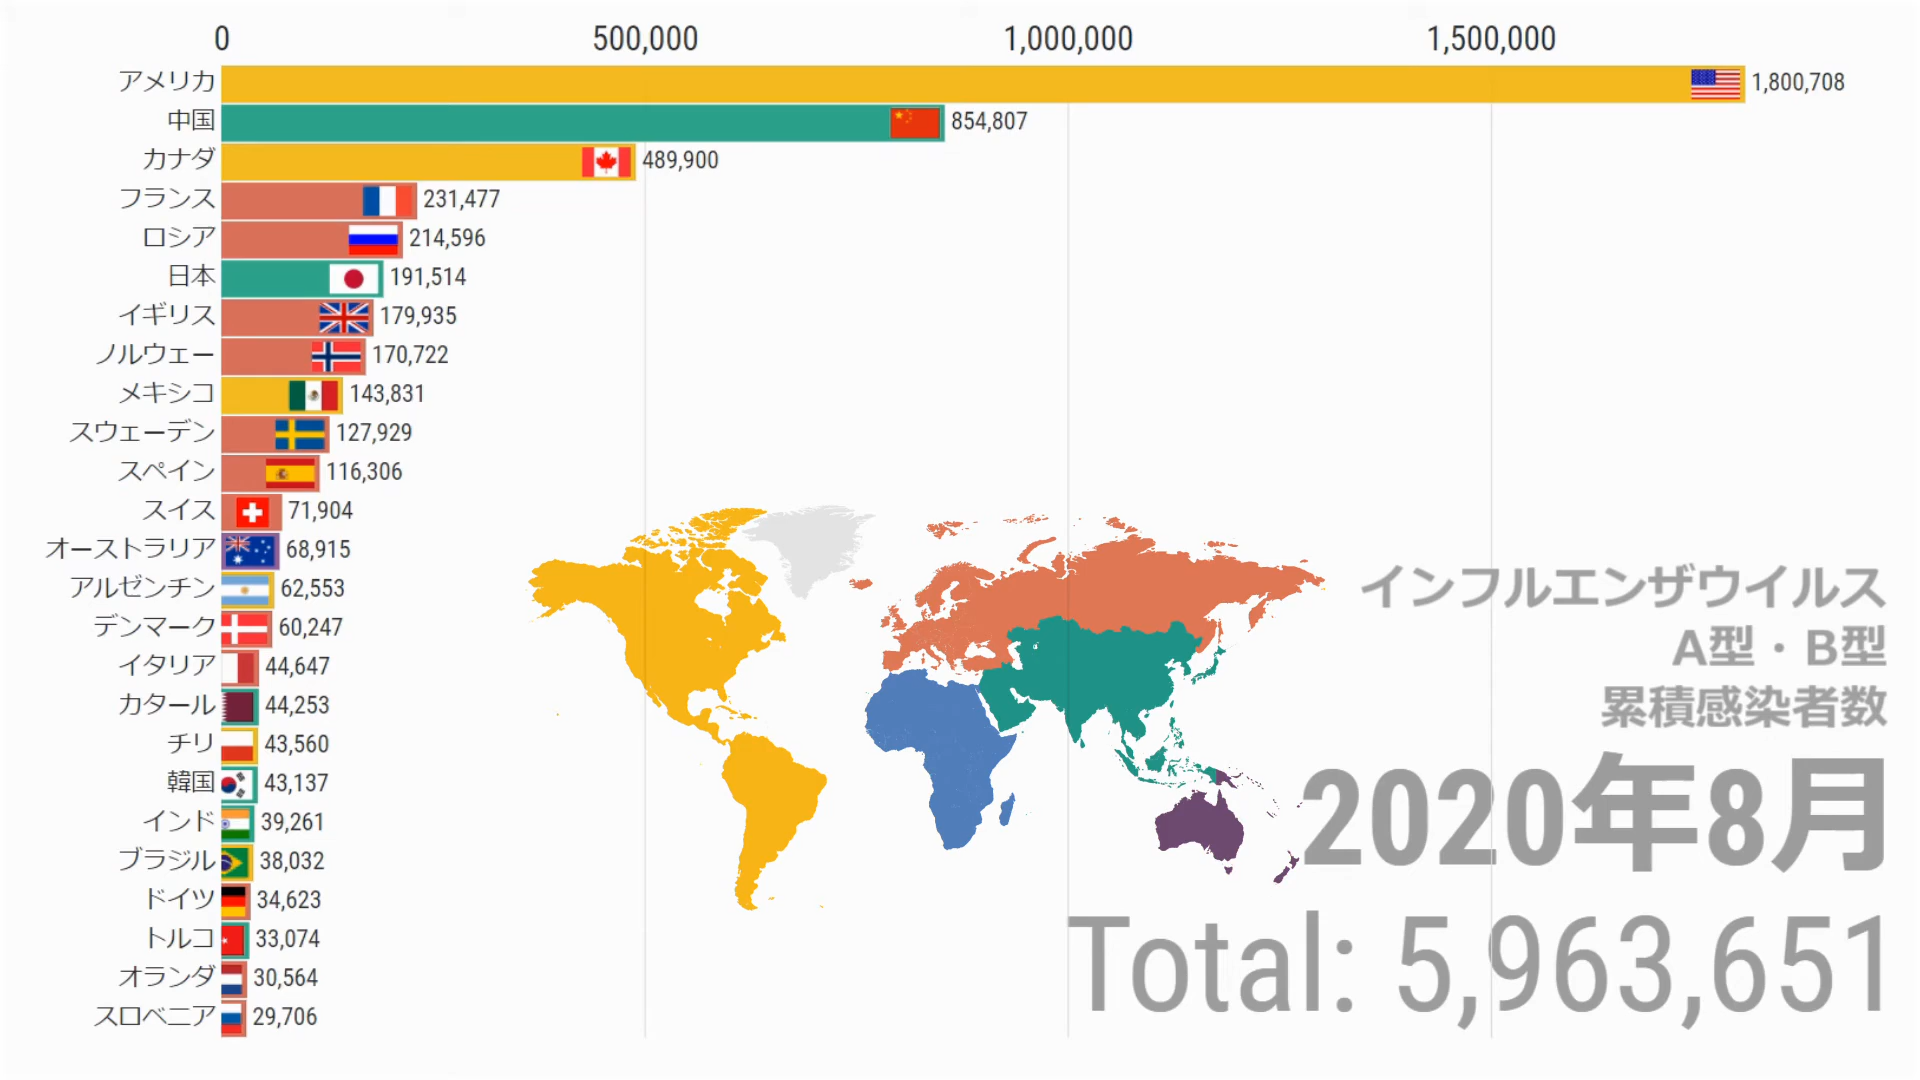 0 500,000 1,000,000 1,500,000
アメリカ 1,800,708
中国 854,807
カナダ 489,900
フランス 231,477
ロシア 214,596
日本 191,514
イギリス 179,935
ノルウェー 170,722
メキシコ 143,831
スウェーデン 127,929
スペイン 116,306
スイス 71,904
オーストラリア 68,915
アルゼンチン 62,553
デンマーク 60,247
イタリア 44,647
カタール 44,253
チリ 43,560
韓国 43,137
インド 39,261
ブラジル 38,032
ドイツ 34,623
トルコ 33,074
オランダ 30,564
スロベニア 29,706
インフルエンザウイルス
A型・B型
累積感染者数
2020年8月
Total: 5,963,651